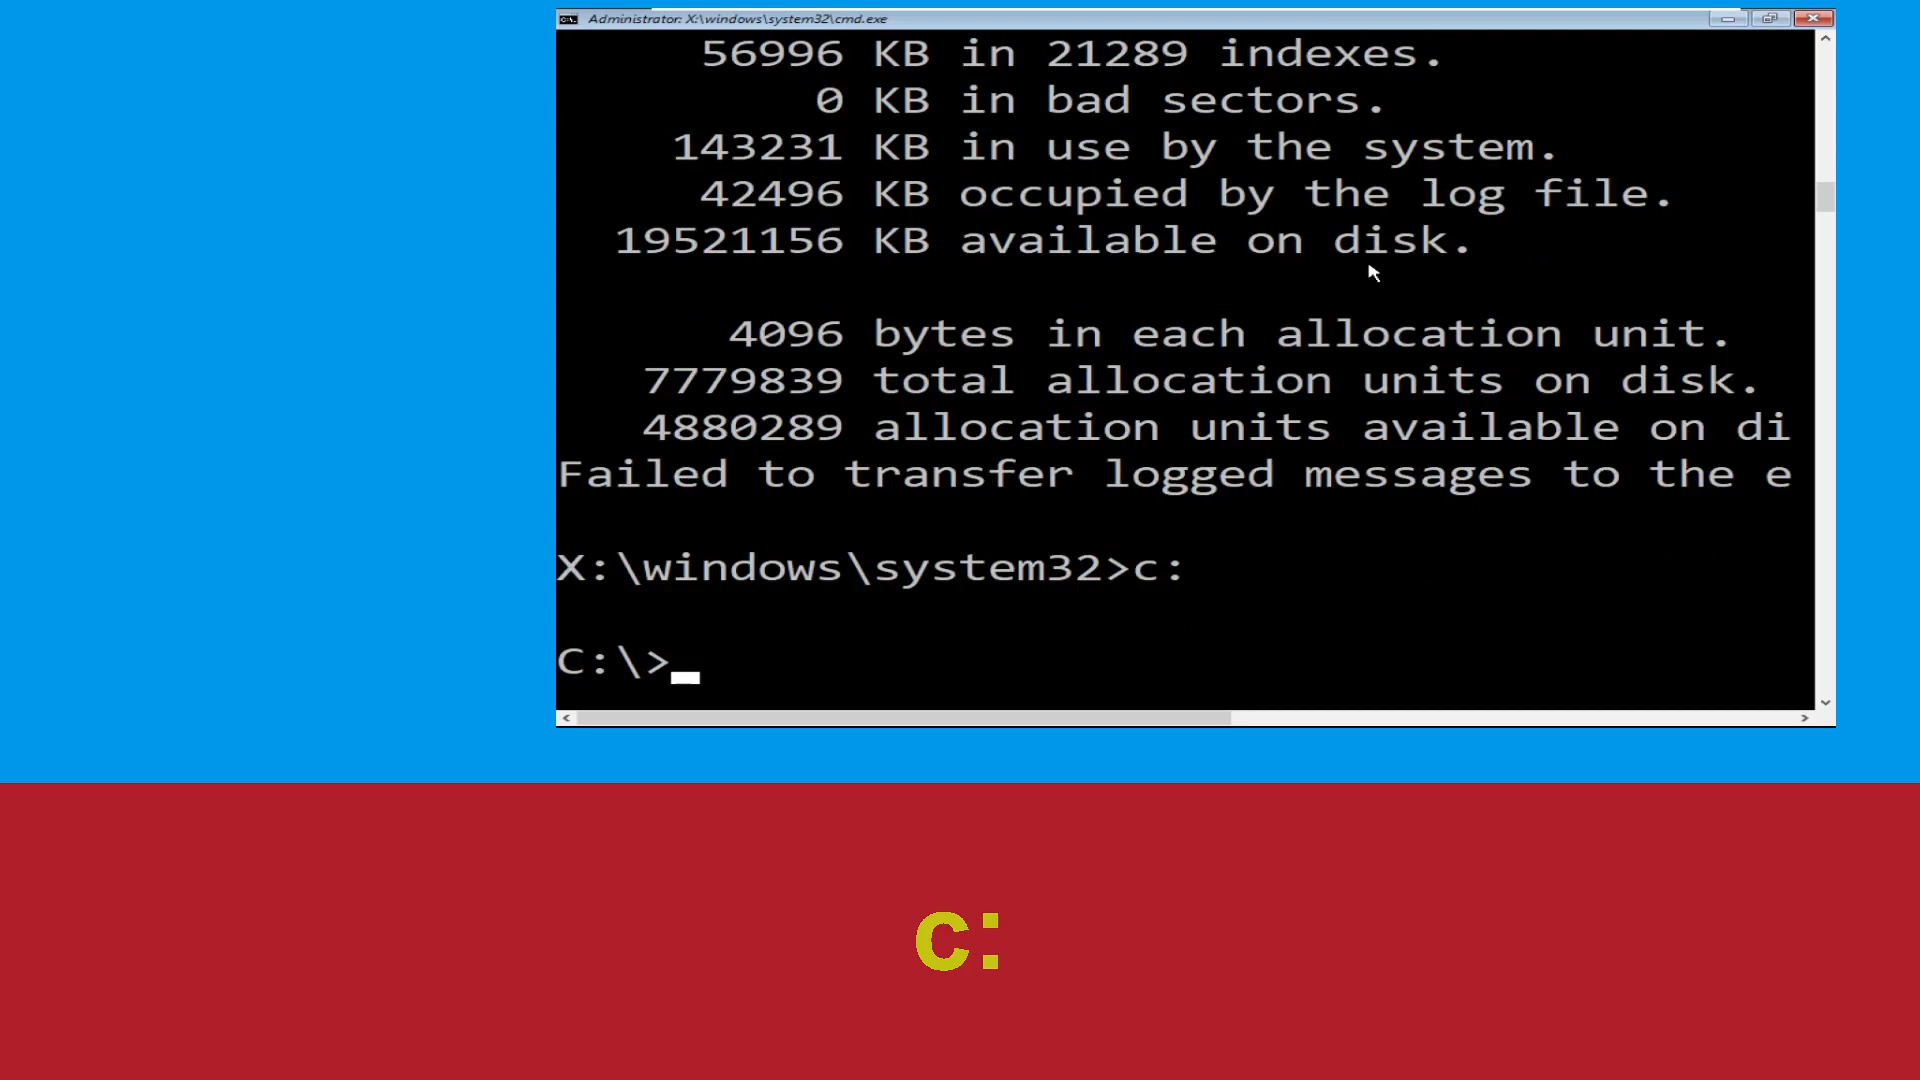 Administrator: X:\windows\system32\cmd.exe
56996 KB in 21289 indexes.
0 KB in bad sectors.
143231 KB in use by the system.
42496 KB occupied by the log file.
19521156 KB available on disk.
4096 bytes in each allocation unit.
7779839 total allocation units on disk.
4880289 allocation units available on di
Failed to transfer logged messages to the e
X:\windows\system32>c:
C:\>
c: